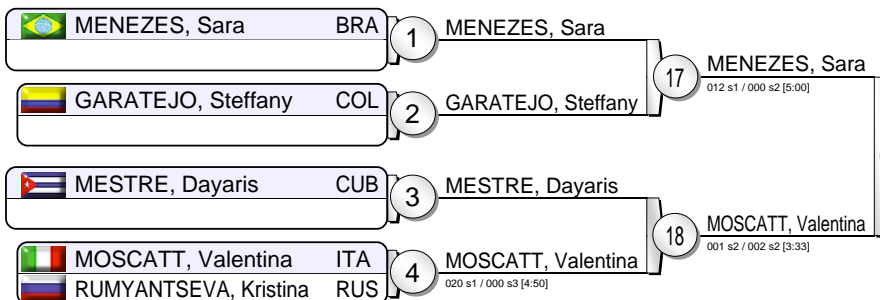 MENEZES, Sara BRA
1
MENEZES, Sara
GARATEJO, Steffany COL
2
GARATEJO, Steffany
17
MENEZES, Sara
012 s1 / 000 s2 [5:00]
MESTRE, Dayaris CUB
3
MESTRE, Dayaris
MOSCATT, Valentina ITA
RUMYANTSEVA, Kristina RUS
4
MOSCATT, Valentina
020 s1 / 000 s3 [4:50]
18
MOSCATT, Valentina
001 s2 / 002 s2 [3:33]